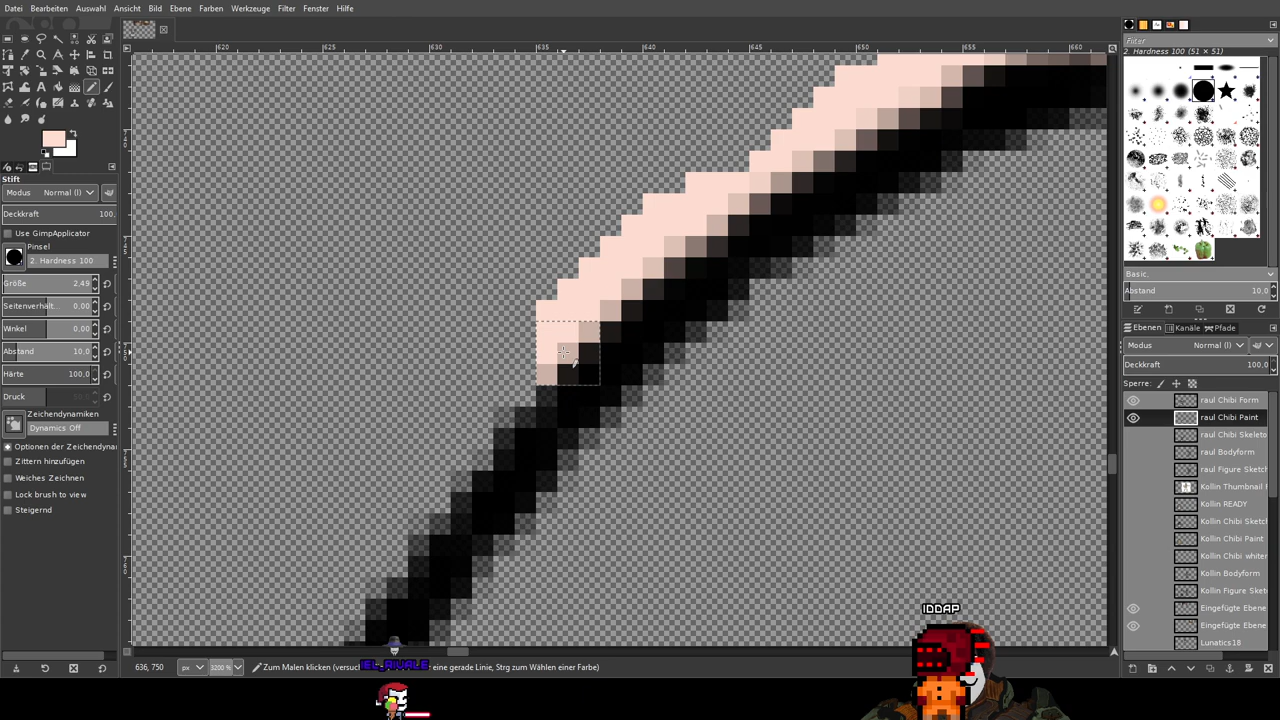 Datei Bearbeiten Auswahl Ansicht Bild Ebene Farben Werkzeuge Filter Fenster Hilfe
620 625 630 635 640 645 650 655 660
Stift
Modus Normal (l)
Deckkraft 100,
Use GimpApplicator
Pinsel
2. Hardness 100
Größe 2,49
Seitenverhält... 0,00
Winkel 0,00
Abstand 10,0
Härte 100,0
Druck
Zeichendynamiken
Dynamics Off
Optionen der Zeichendynam
Zittern hinzufügen
Weiches Zeichnen
Lock brush to view
Steigernd
Filter
2. Hardness 100 (51 × 51)
Basic,
Abstand 10,0
Ebenen Kanäle Pfade
Modus Normal (l)
Deckkraft 100,0
Sperre:
raul Chibi Form
raul Chibi Paint
raul Chibi Skeleto
raul Bodyform
raul Figure Sketch
Kollin Thumbnail
Kollin READY
Kollin Chibi Sketc
Kollin Chibi Paint
Kollin Chibi white
Kollin Bodyform
Kollin Figure Sket
Eingefügte Ebene
Eingefügte Ebene
Lunatics18
IDDAP
636, 750 px 3200 % Zum Malen klicken (versuc eine gerade Linie, Strg zum Wählen einer Farbe)